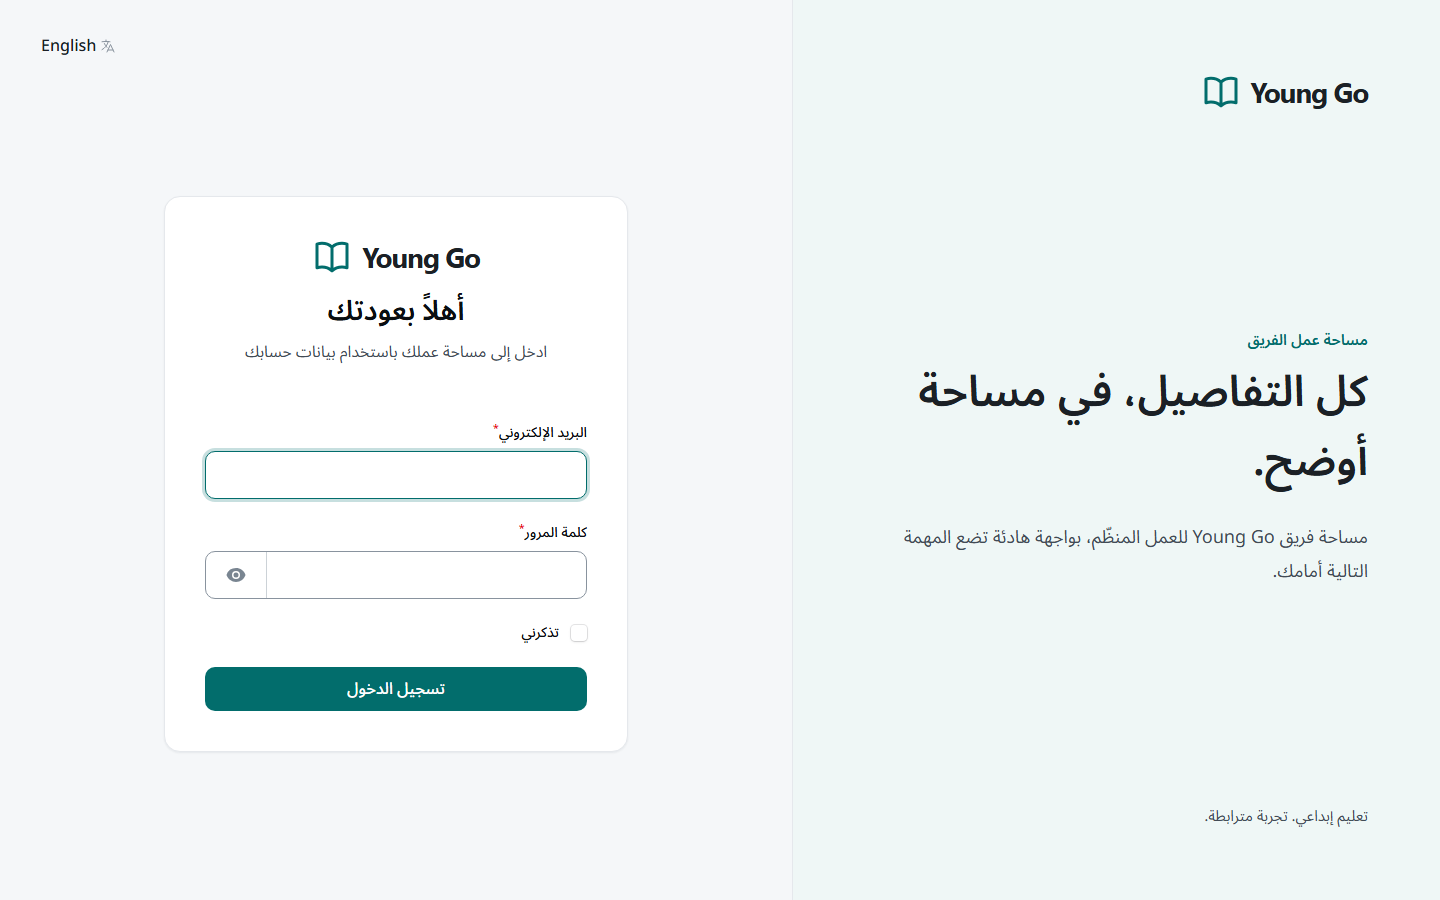 Young Go
مساحة عمل الفريق
كل التفاصيل، في مساحة
أوضح.
مساحة فريق Young Go للعمل المنظّم، بواجهة هادئة تضع المهمة
التالية أمامك.
تعليم إبداعي. تجربة مترابطة.
English
Young Go
أهلاً بعودتك
ادخل إلى مساحة عملك باستخدام بيانات حسابك
البريد الإلكتروني*
كلمة المرور*
تذكرني
تسجيل الدخول